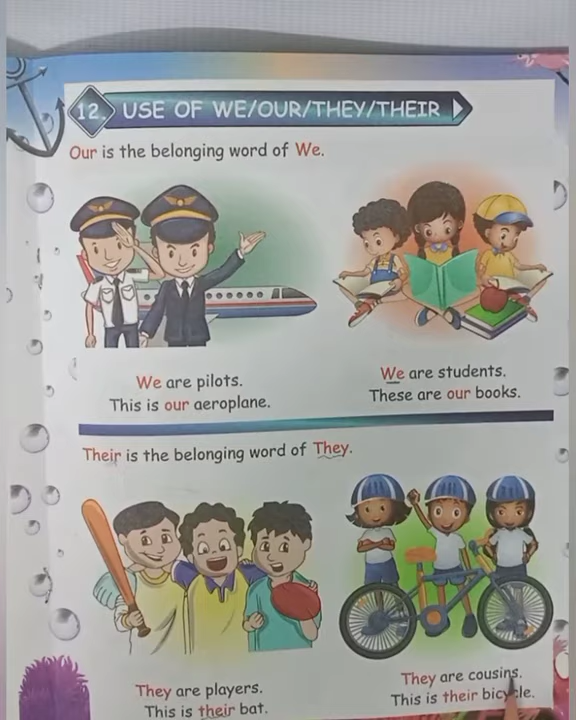 12. USE OF WE/OUR/THEY/THEIR
Our is the belonging word of We.
We are pilots.
This is our aeroplane.
We are students.
These are our books.
Their is the belonging word of They.
They are players.
This is their bat.
They are cousins.
This is their bicycle.